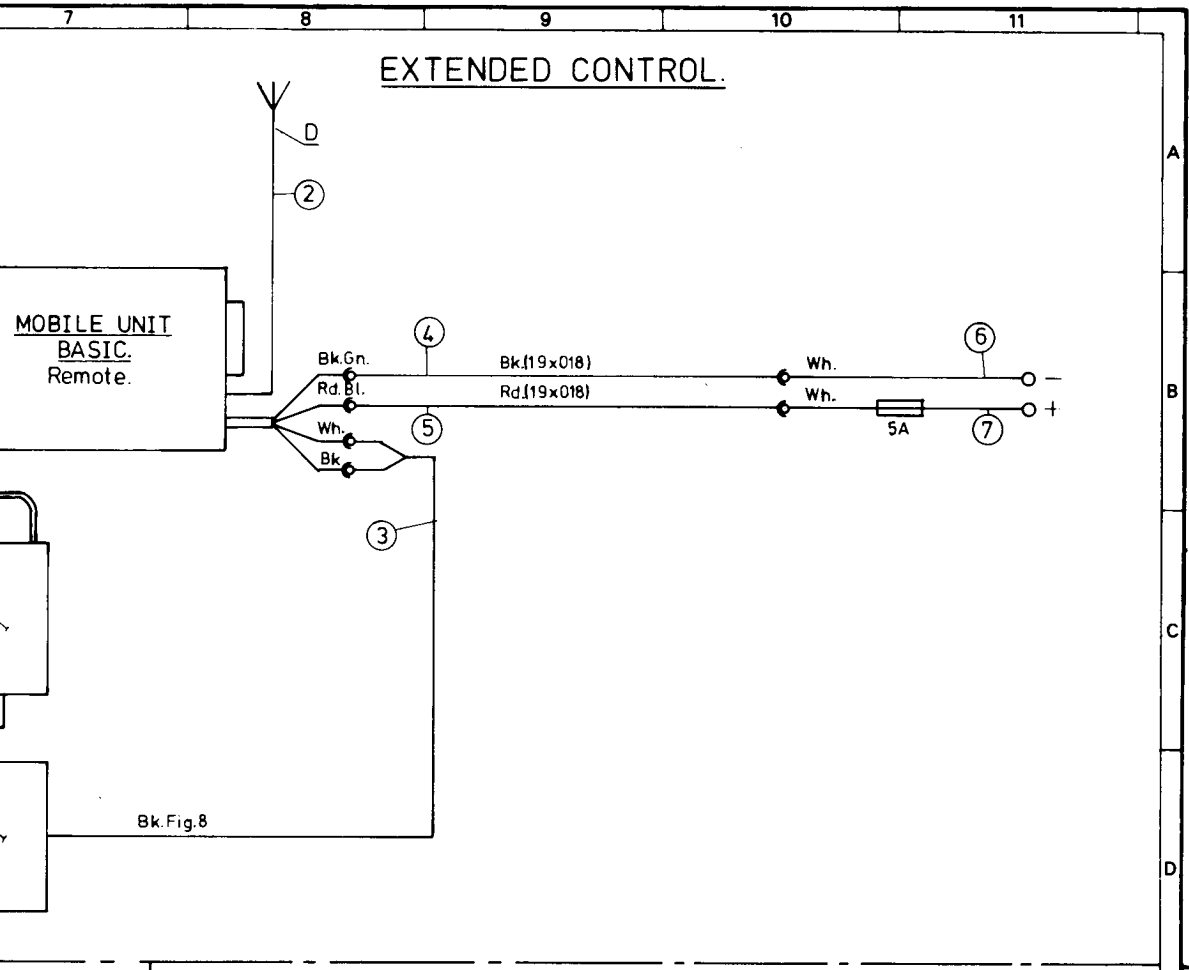 7 8 9 10 11
EXTENDED CONTROL.
D
A
2
MOBILE UNIT
BASIC.
Remote.
4
6
Bk.Gn. Bk.(19x018) Wh. −
Rd.Bl. Rd.(19x018) Wh. +
B
5
5A
7
Wh.
Bk
3
C
Bk.Fig.8
D